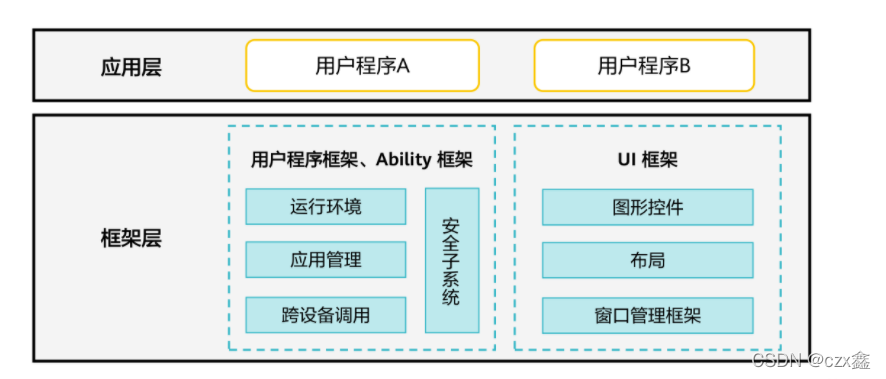 应用层
用户程序A
用户程序B
框架层
用户程序框架、Ability 框架
运行环境
应用管理
跨设备调用
安全子系统
UI 框架
图形控件
布局
窗口管理框架
CSDN @czx鑫